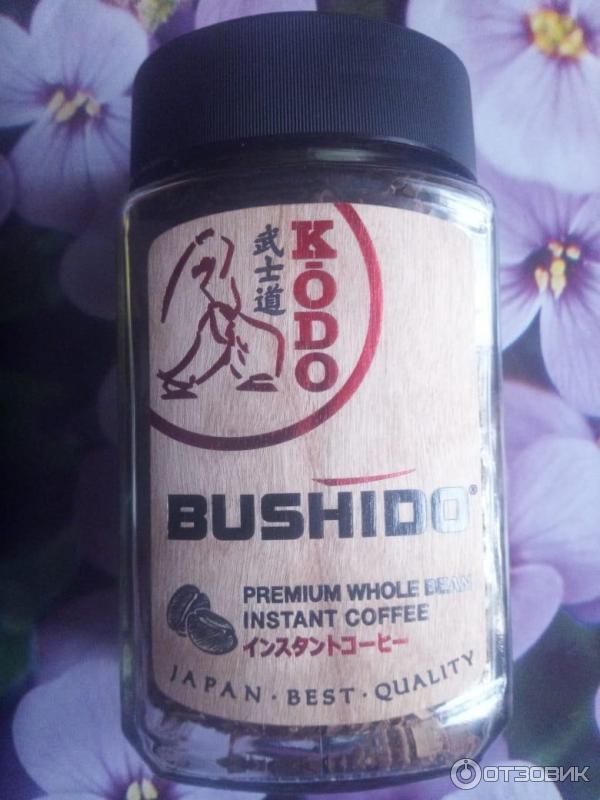 KŌDO
武士道
BUSHIDO®
PREMIUM WHOLE BEAN
INSTANT COFFEE
インスタントコーヒー
JAPAN · BEST · QUALITY
ОТЗОВИК